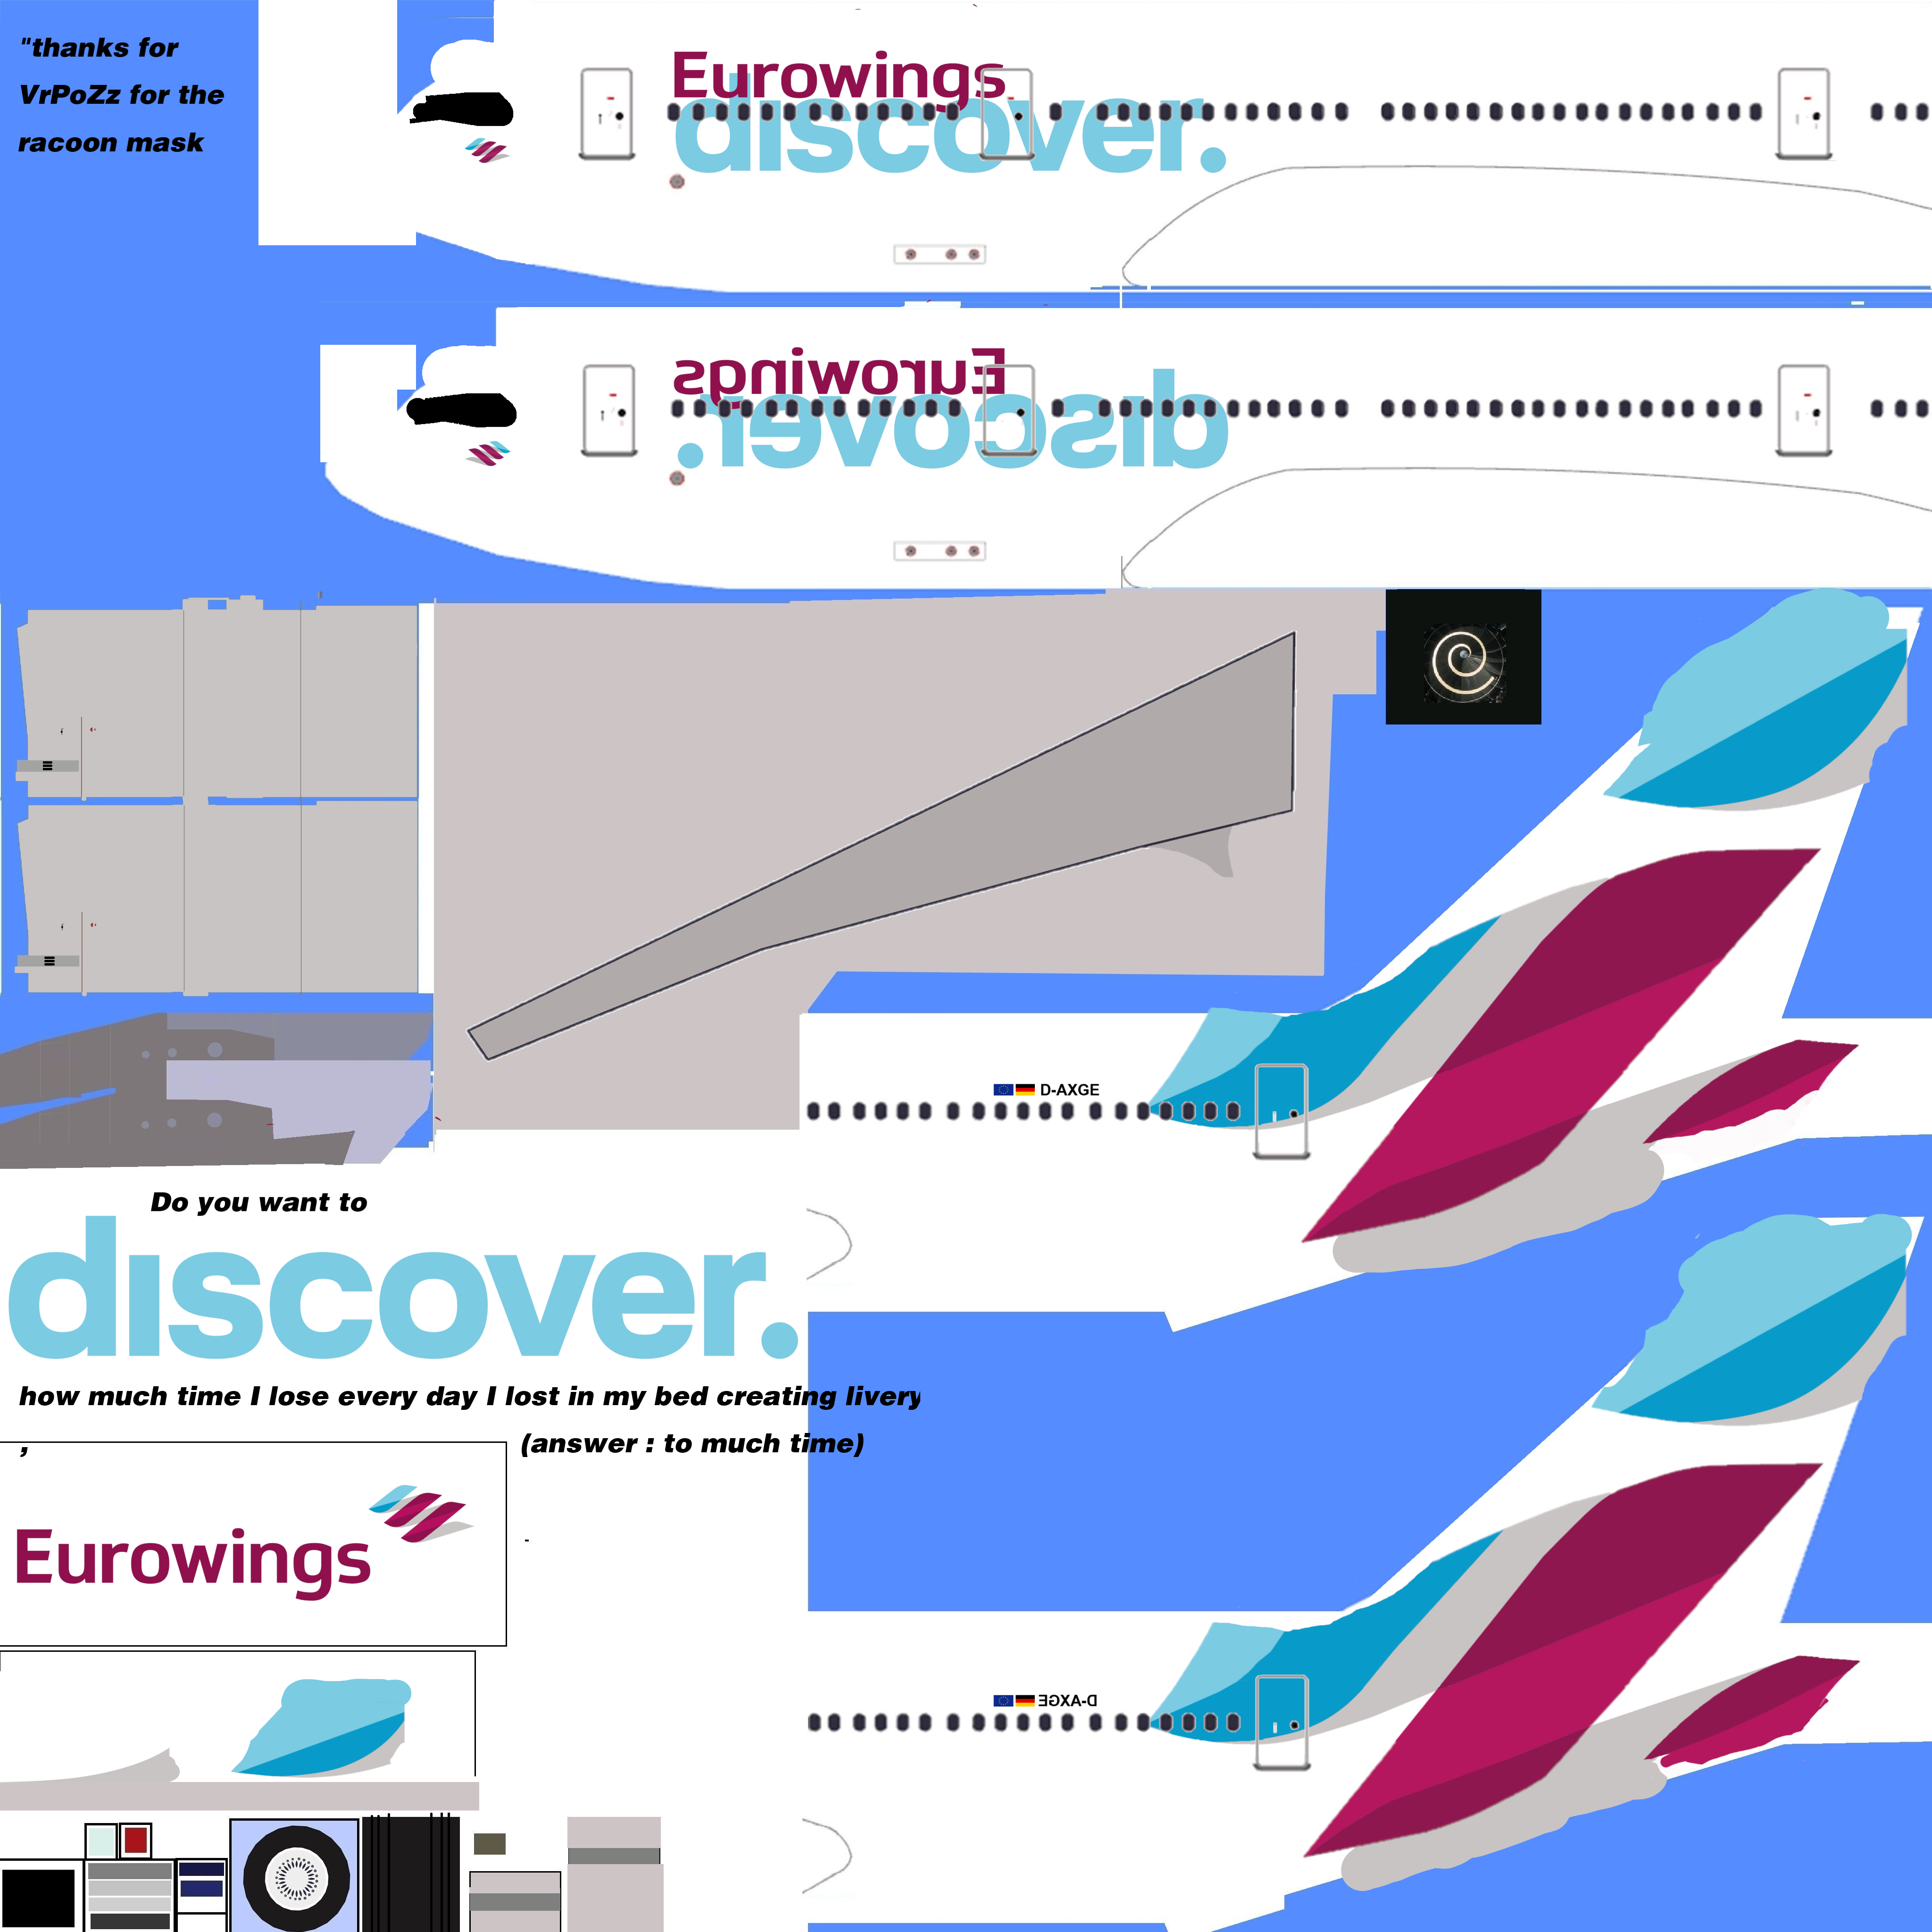 "thanks for
VrPoZz for the
racoon mask
Eurowings
discover.
Eurowings
discover.
D-AXGE
Do you want to
discover.
how much time I lose every day I lost in my bed creating livery
,
(answer : to much time)
Eurowings
-
D-AXGE